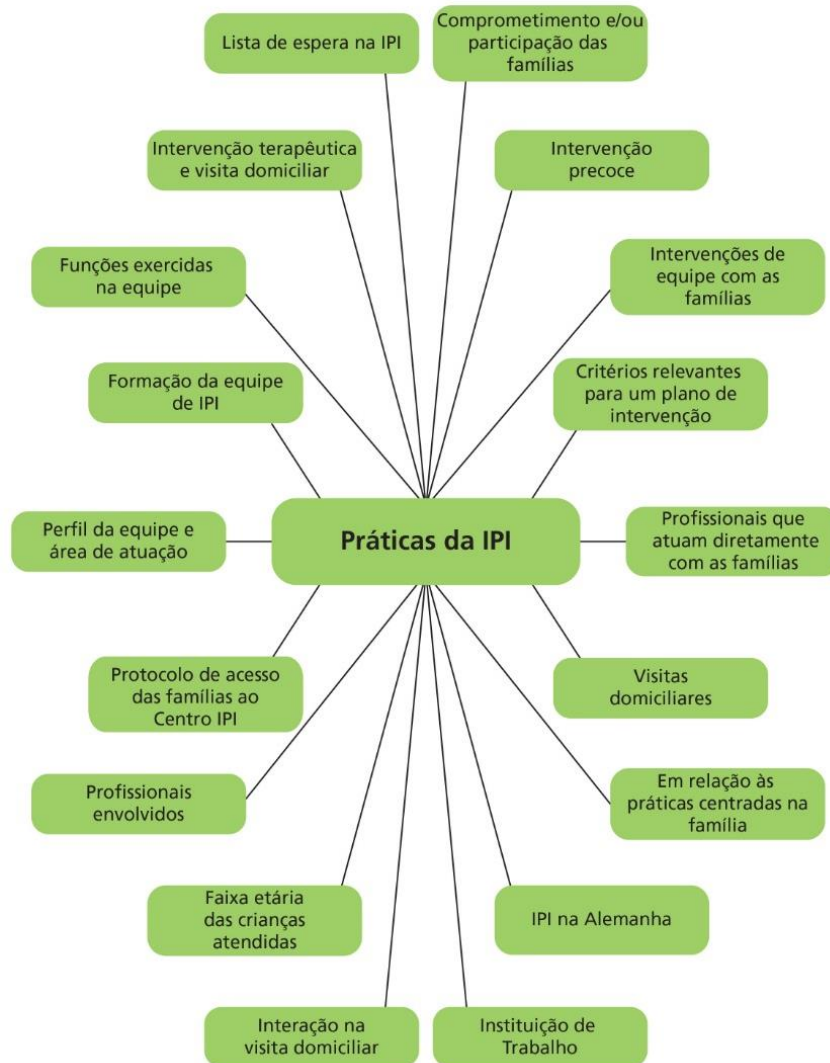 Lista de espera na IPI
Comprometimento e/ou
participação das
famílias
Intervenção terapêutica
e visita domiciliar
Intervenção
precoce
Funções exercidas
na equipe
Intervenções de
equipe com as
famílias
Formação da equipe
de IPI
Critérios relevantes
para um plano de
intervenção
Perfil da equipe e
área de atuação
Práticas da IPI
Profissionais que
atuam diretamente
com as famílias
Protocolo de acesso
das famílias ao
Centro IPI
Visitas
domiciliares
Profissionais
envolvidos
Em relação às
práticas centradas na
família
Faixa etária
das crianças
atendidas
IPI na Alemanha
Interação na
visita domiciliar
Instituição de
Trabalho